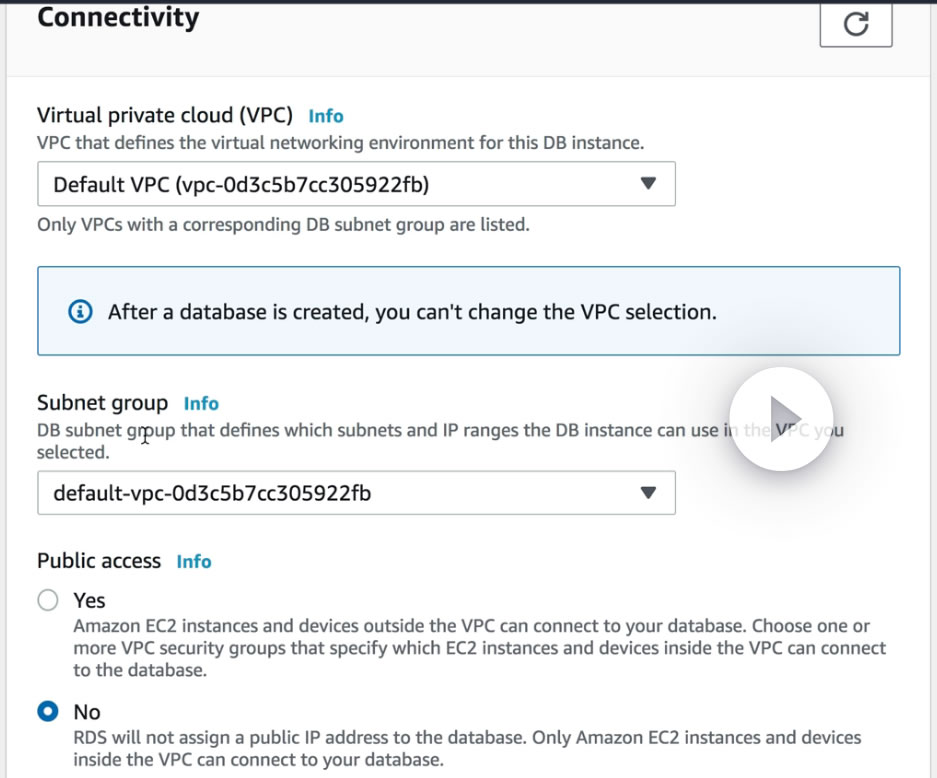 Connectivity
Virtual private cloud (VPC) Info
VPC that defines the virtual networking environment for this DB instance.
Default VPC (vpc-0d3c5b7cc305922fb)
Only VPCs with a corresponding DB subnet group are listed.
After a database is created, you can't change the VPC selection.
Subnet group Info
DB subnet group that defines which subnets and IP ranges the DB instance can use in the VPC you
selected.
default-vpc-0d3c5b7cc305922fb
Public access Info
Yes
Amazon EC2 instances and devices outside the VPC can connect to your database. Choose one or
more VPC security groups that specify which EC2 instances and devices inside the VPC can connect
to the database.
No
RDS will not assign a public IP address to the database. Only Amazon EC2 instances and devices
inside the VPC can connect to your database.